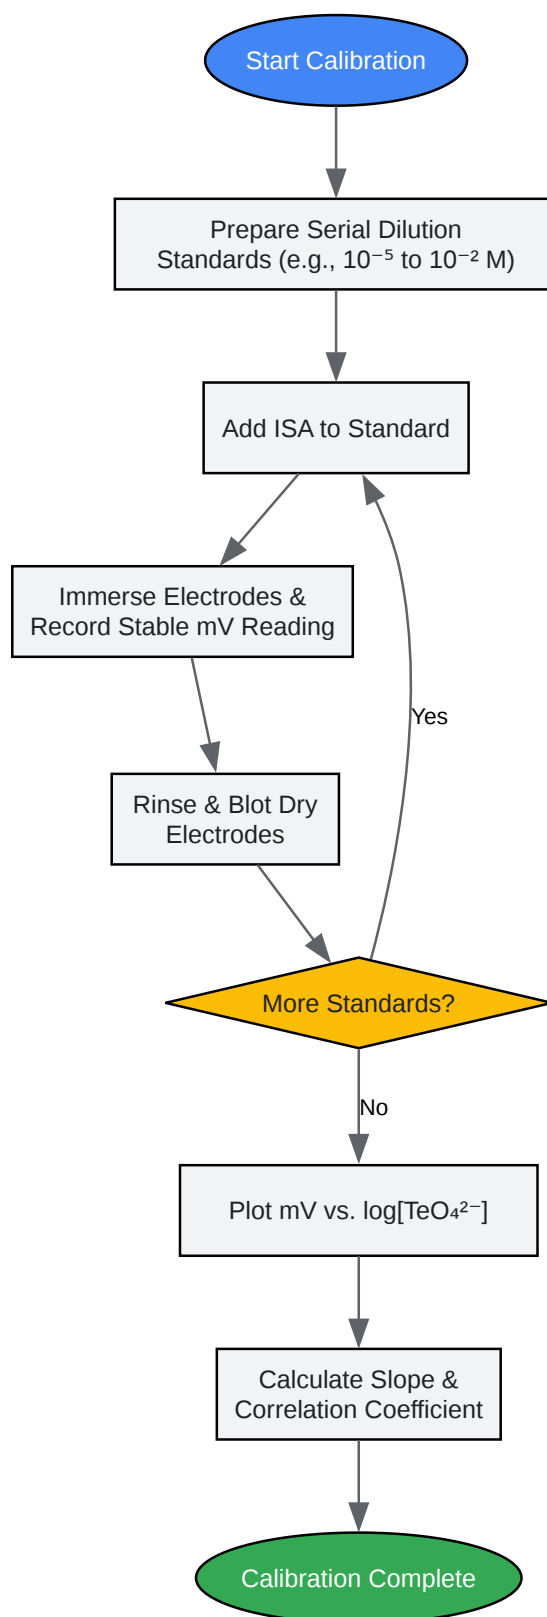 Start Calibration
Prepare Serial Dilution
Standards (e.g., 10⁻⁵ to 10⁻² M)
Add ISA to Standard
Immerse Electrodes &
Record Stable mV Reading
Yes
Rinse & Blot Dry
Electrodes
More Standards?
No
Plot mV vs. log[TeO₄²⁻]
Calculate Slope &
Correlation Coefficient
Calibration Complete